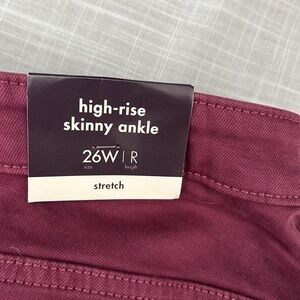 high-rise
skinny ankle
26W | R
size length
stretch